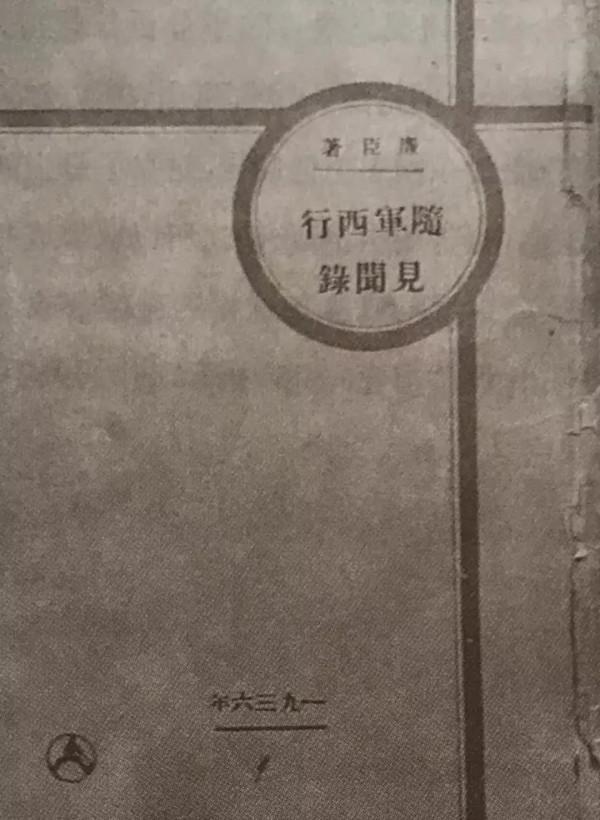 廉臣著
隨軍西行
見聞錄
一九三六年